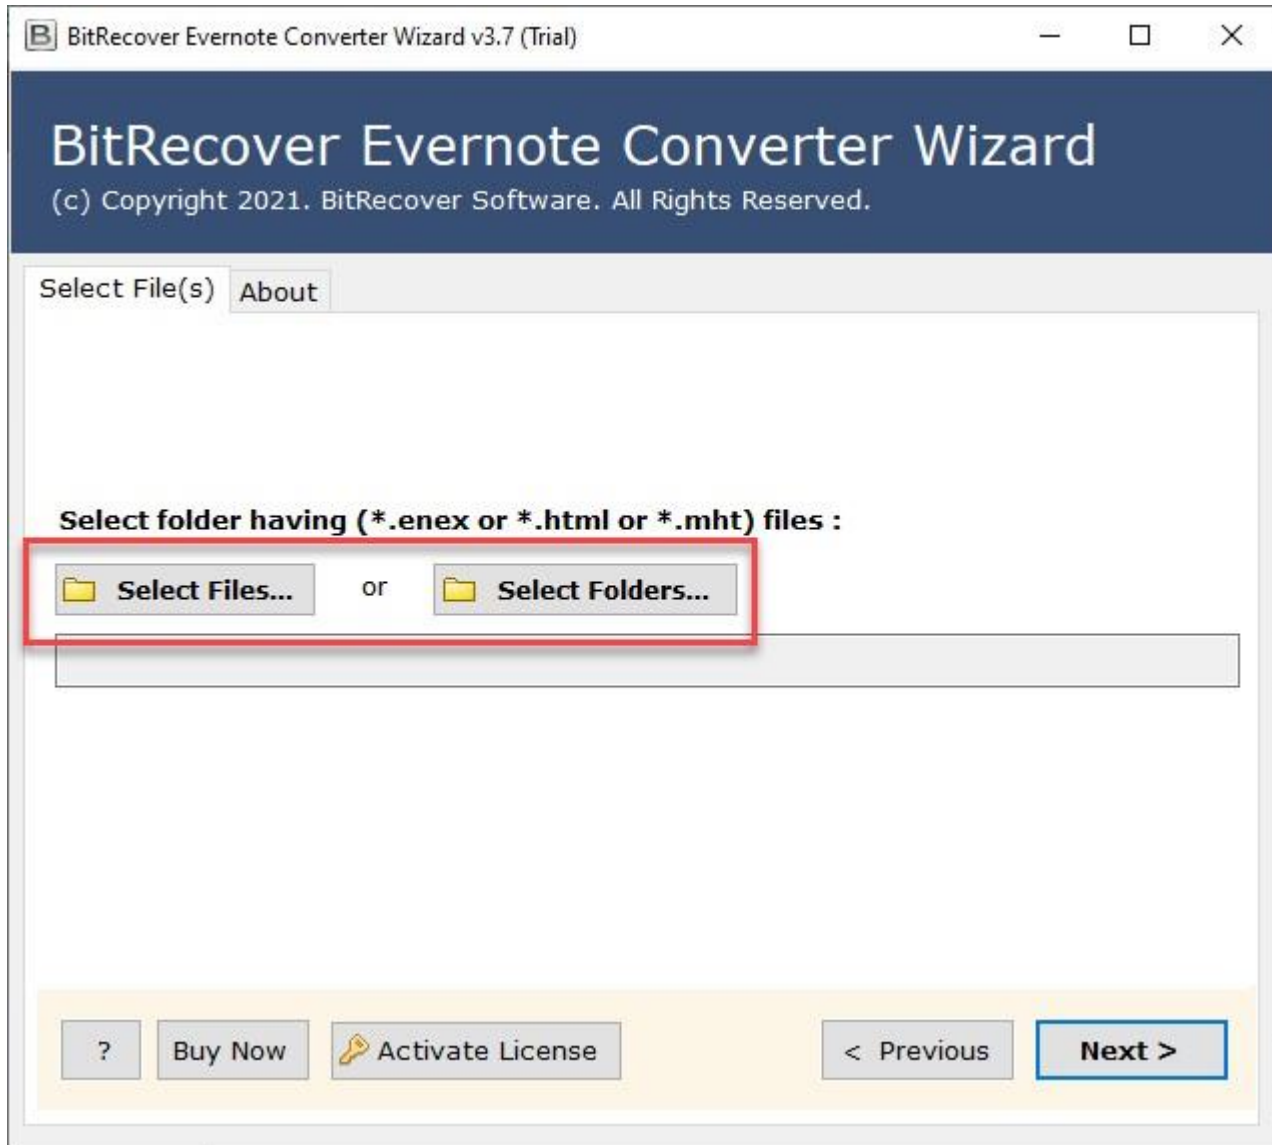 BitRecover Evernote Converter Wizard v3.7 (Trial)
BitRecover Evernote Converter Wizard
(c) Copyright 2021. BitRecover Software. All Rights Reserved.
Select File(s) About
Select folder having (*.enex or *.html or *.mht) files :
Select Files... or Select Folders...
? Buy Now Activate License < Previous Next >